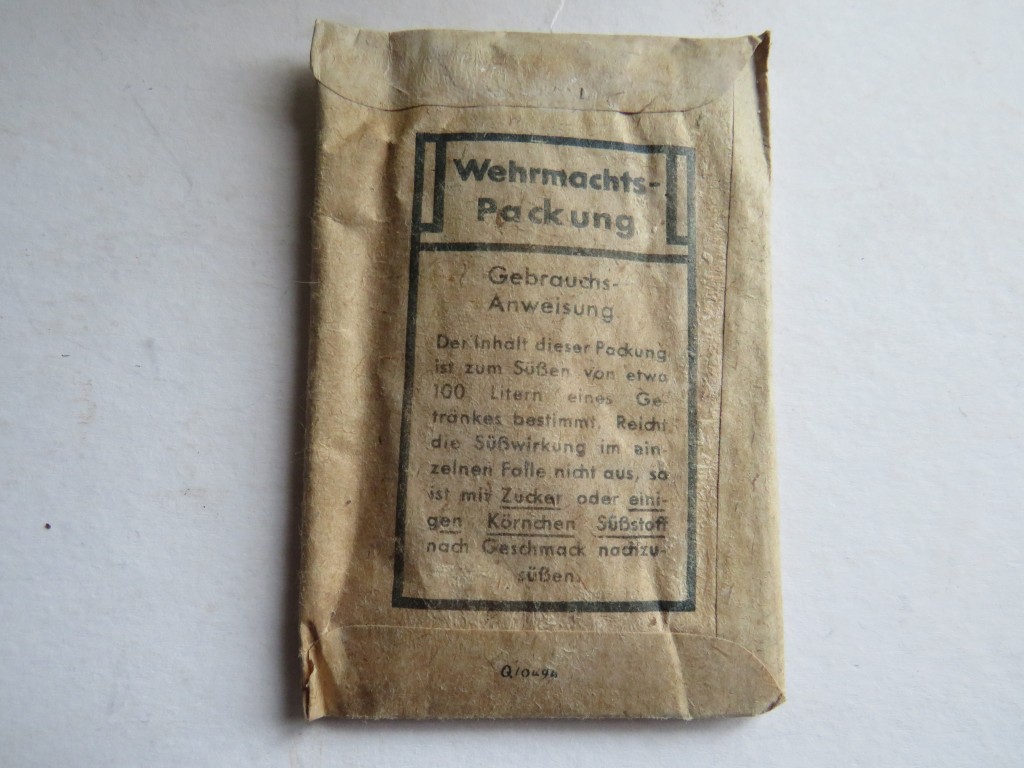 Wehrmachts-
Packung
Gebrauchs-
Anweisung
Der Inhalt dieser Packung
ist zum Süßen von etwa
100 Litern eines Ge-
tränkes bestimmt. Reicht
die Süßwirkung im ein-
zelnen Falle nicht aus, so
ist mit Zucker oder eini-
gen Körnchen Süßstoff
nach Geschmack nachzu-
süßen.